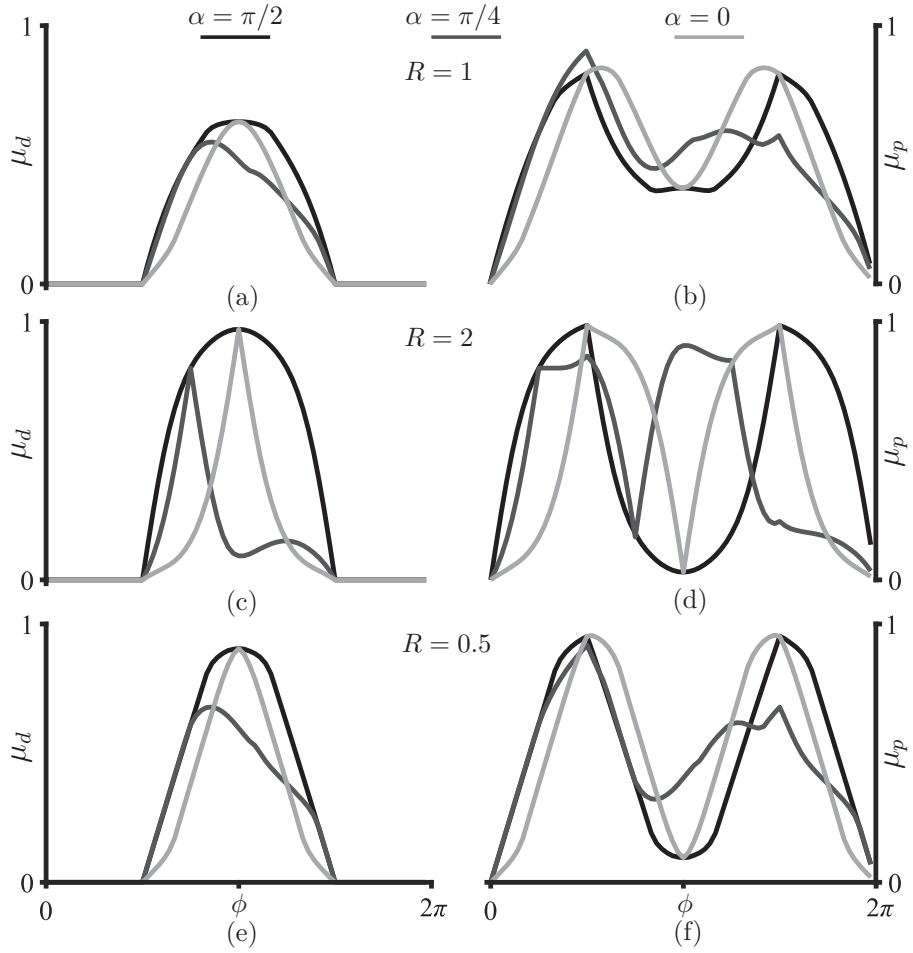 α = π/2 α = π/4 α = 0
1 1
R = 1
μd μp
0 0
(a) (b)
1 1
R = 2
μd μp
0 0
(c) (d)
1 1
R = 0.5
μd μp
0 0
0 ϕ 2π 0 ϕ 2π
(e) (f)